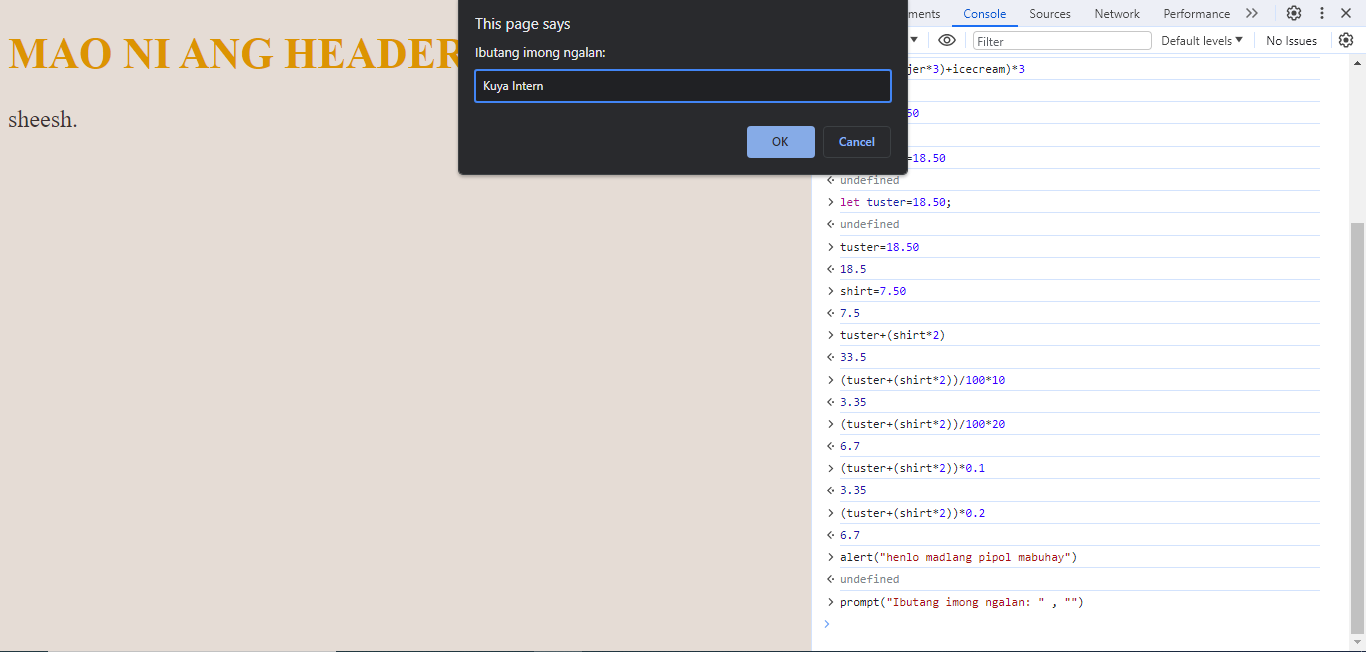 MAO NI ANG HEADER
sheesh.
This page says
Ibutang imong ngalan:
Kuya Intern
OK
Cancel
Console
Sources
Network
Performance
Filter
Default levels
No Issues
*3)+icecream)*3
=18.50
undefined
let tuster=18.50;
undefined
tuster=18.50
18.5
shirt=7.50
7.5
tuster+(shirt*2)
33.5
(tuster+(shirt*2))/100*10
3.35
(tuster+(shirt*2))/100*20
6.7
(tuster+(shirt*2))*0.1
3.35
(tuster+(shirt*2))*0.2
6.7
alert("henlo madlang pipol mabuhay")
undefined
prompt("Ibutang imong ngalan: " , "")